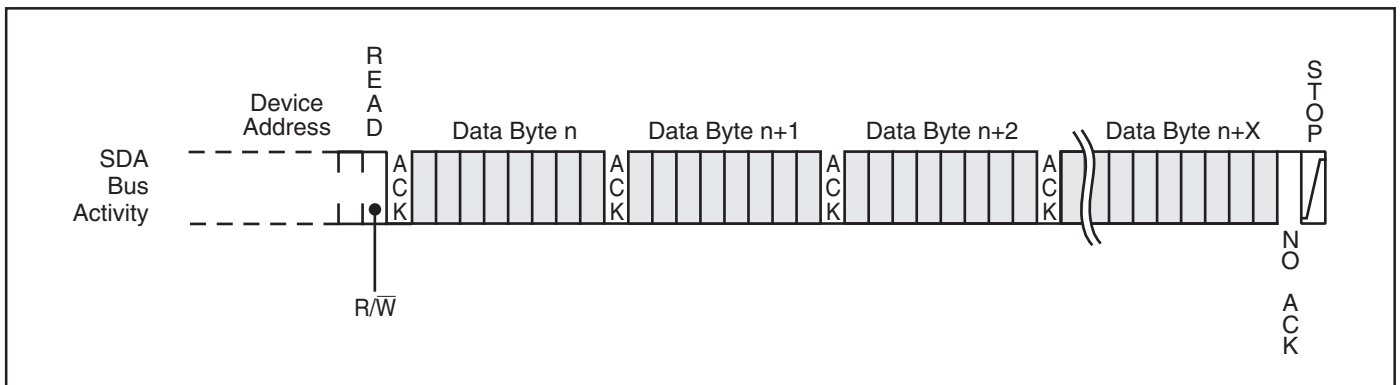 READ
STOP
Device
Address
Data Byte n
Data Byte n+1
Data Byte n+2
Data Byte n+X
SDA
Bus
Activity
ACK
ACK
ACK
ACK
NO ACK
R/W̅